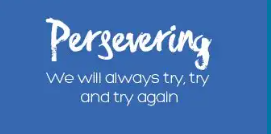 Persevering
We will always try, try
and try again